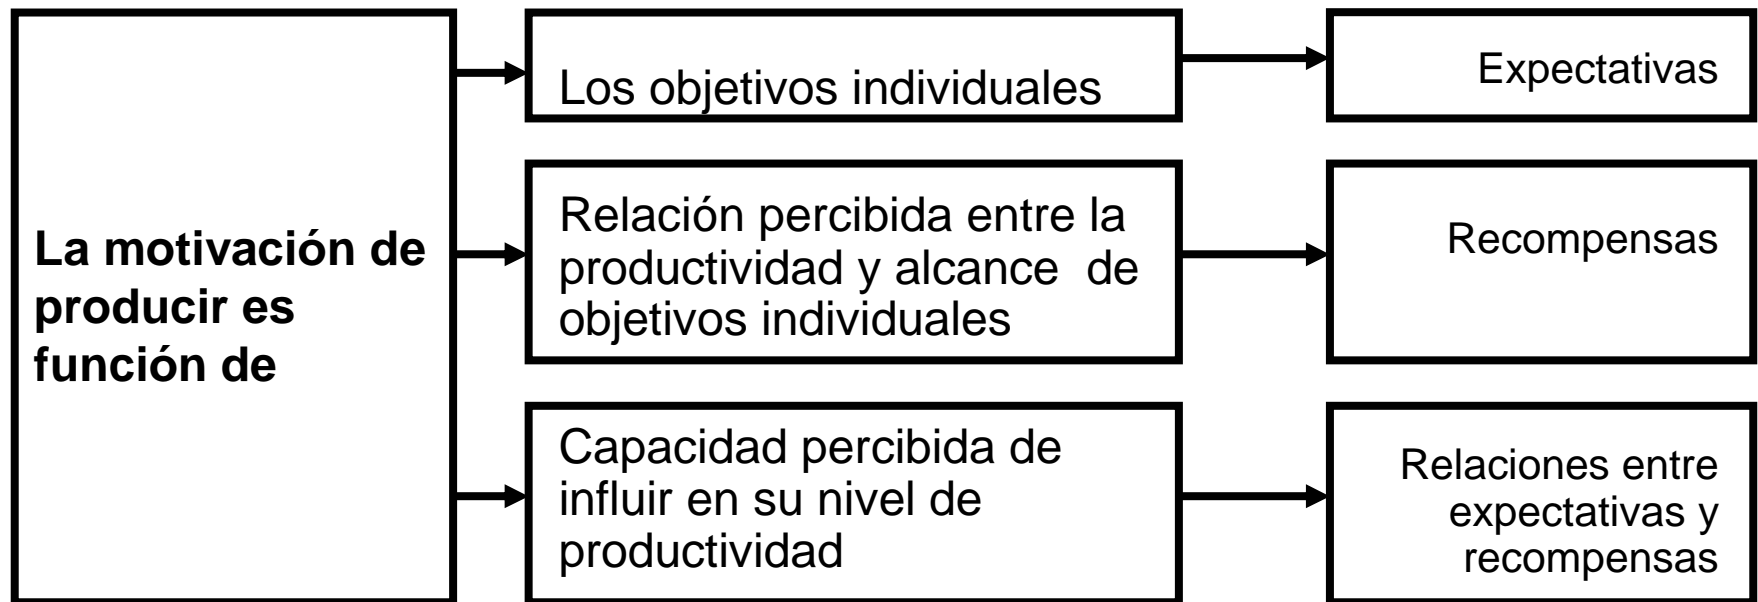 La motivación de
producir es
función de
Los objetivos individuales
Expectativas
Relación percibida entre la
productividad y alcance  de
objetivos individuales
Recompensas
Capacidad percibida de
influir en su nivel de
productividad
Relaciones entre
expectativas y
recompensas